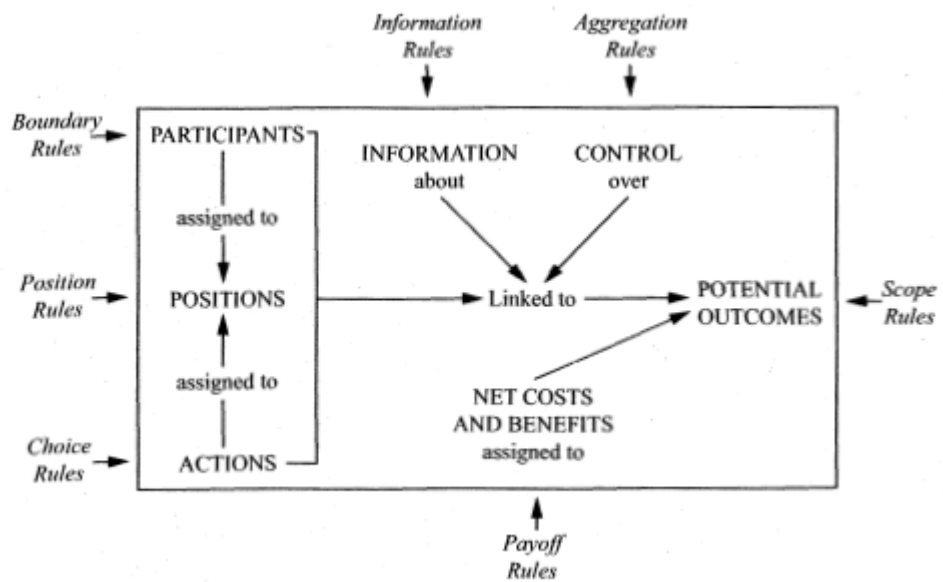 Information
Rules
Aggregation
Rules
Boundary
Rules
PARTICIPANTS
INFORMATION
about
CONTROL
over
assigned to
Position
Rules
POSITIONS
Linked to
POTENTIAL
OUTCOMES
Scope
Rules
assigned to
NET COSTS
AND BENEFITS
assigned to
Choice
Rules
ACTIONS
Payoff
Rules